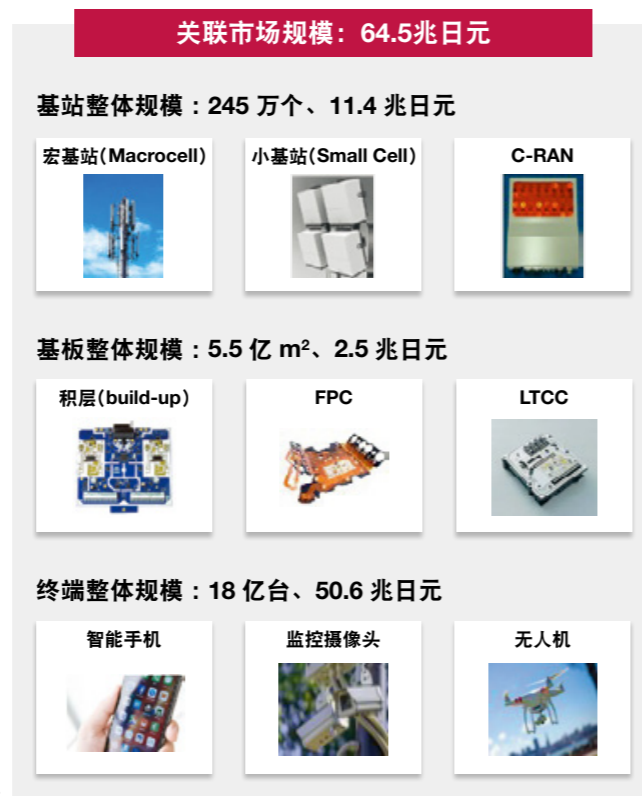 关联市场规模：64.5兆日元
基站整体规模：245 万个、11.4 兆日元
宏基站（Macrocell）
小基站（Small Cell）
C-RAN
基板整体规模：5.5 亿 m²、2.5 兆日元
积层（build-up）
FPC
LTCC
终端整体规模：18 亿台、50.6 兆日元
智能手机
监控摄像头
无人机